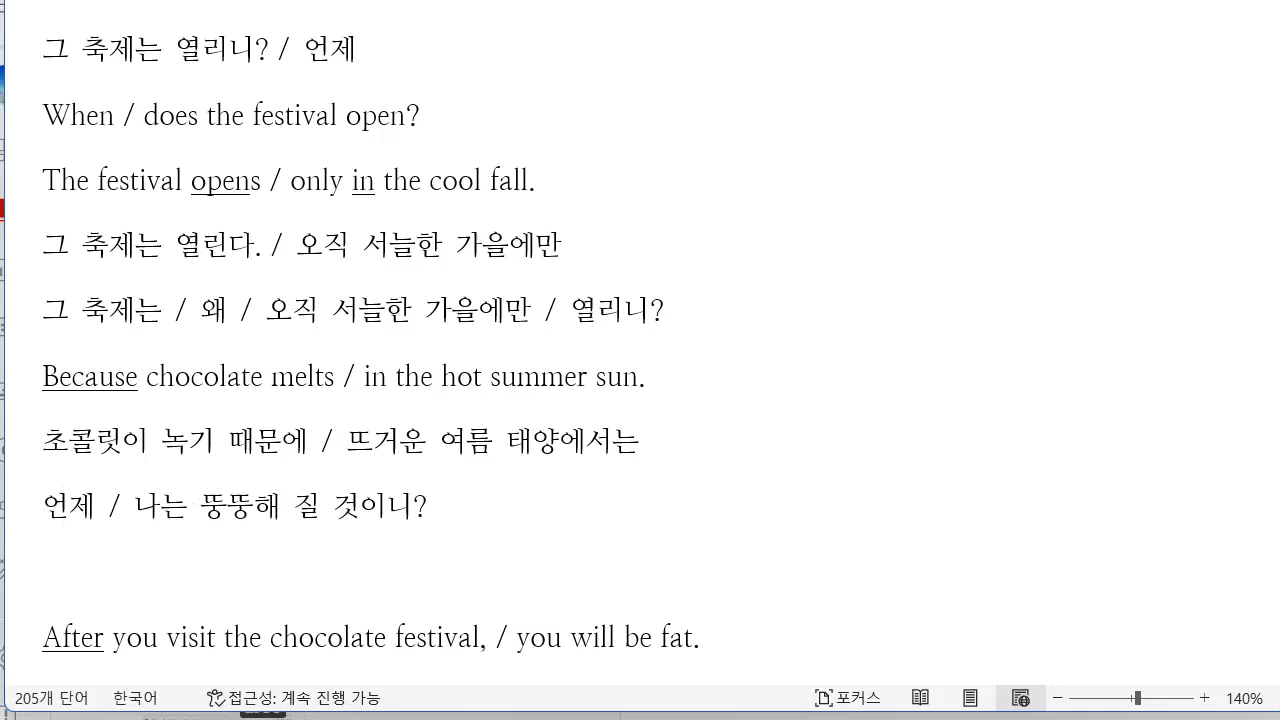 그 축제는 열리니? / 언제
When / does the festival open?
The festival opens / only in the cool fall.
그 축제는 열린다. / 오직 서늘한 가을에만
그 축제는 / 왜 / 오직 서늘한 가을에만 / 열리니?
Because chocolate melts / in the hot summer sun.
초콜릿이 녹기 때문에 / 뜨거운 여름 태양에서는
언제 / 나는 뚱뚱해 질 것이니?
After you visit the chocolate festival, / you will be fat.
205개 단어 한국어 접근성: 계속 진행 가능 포커스 140%